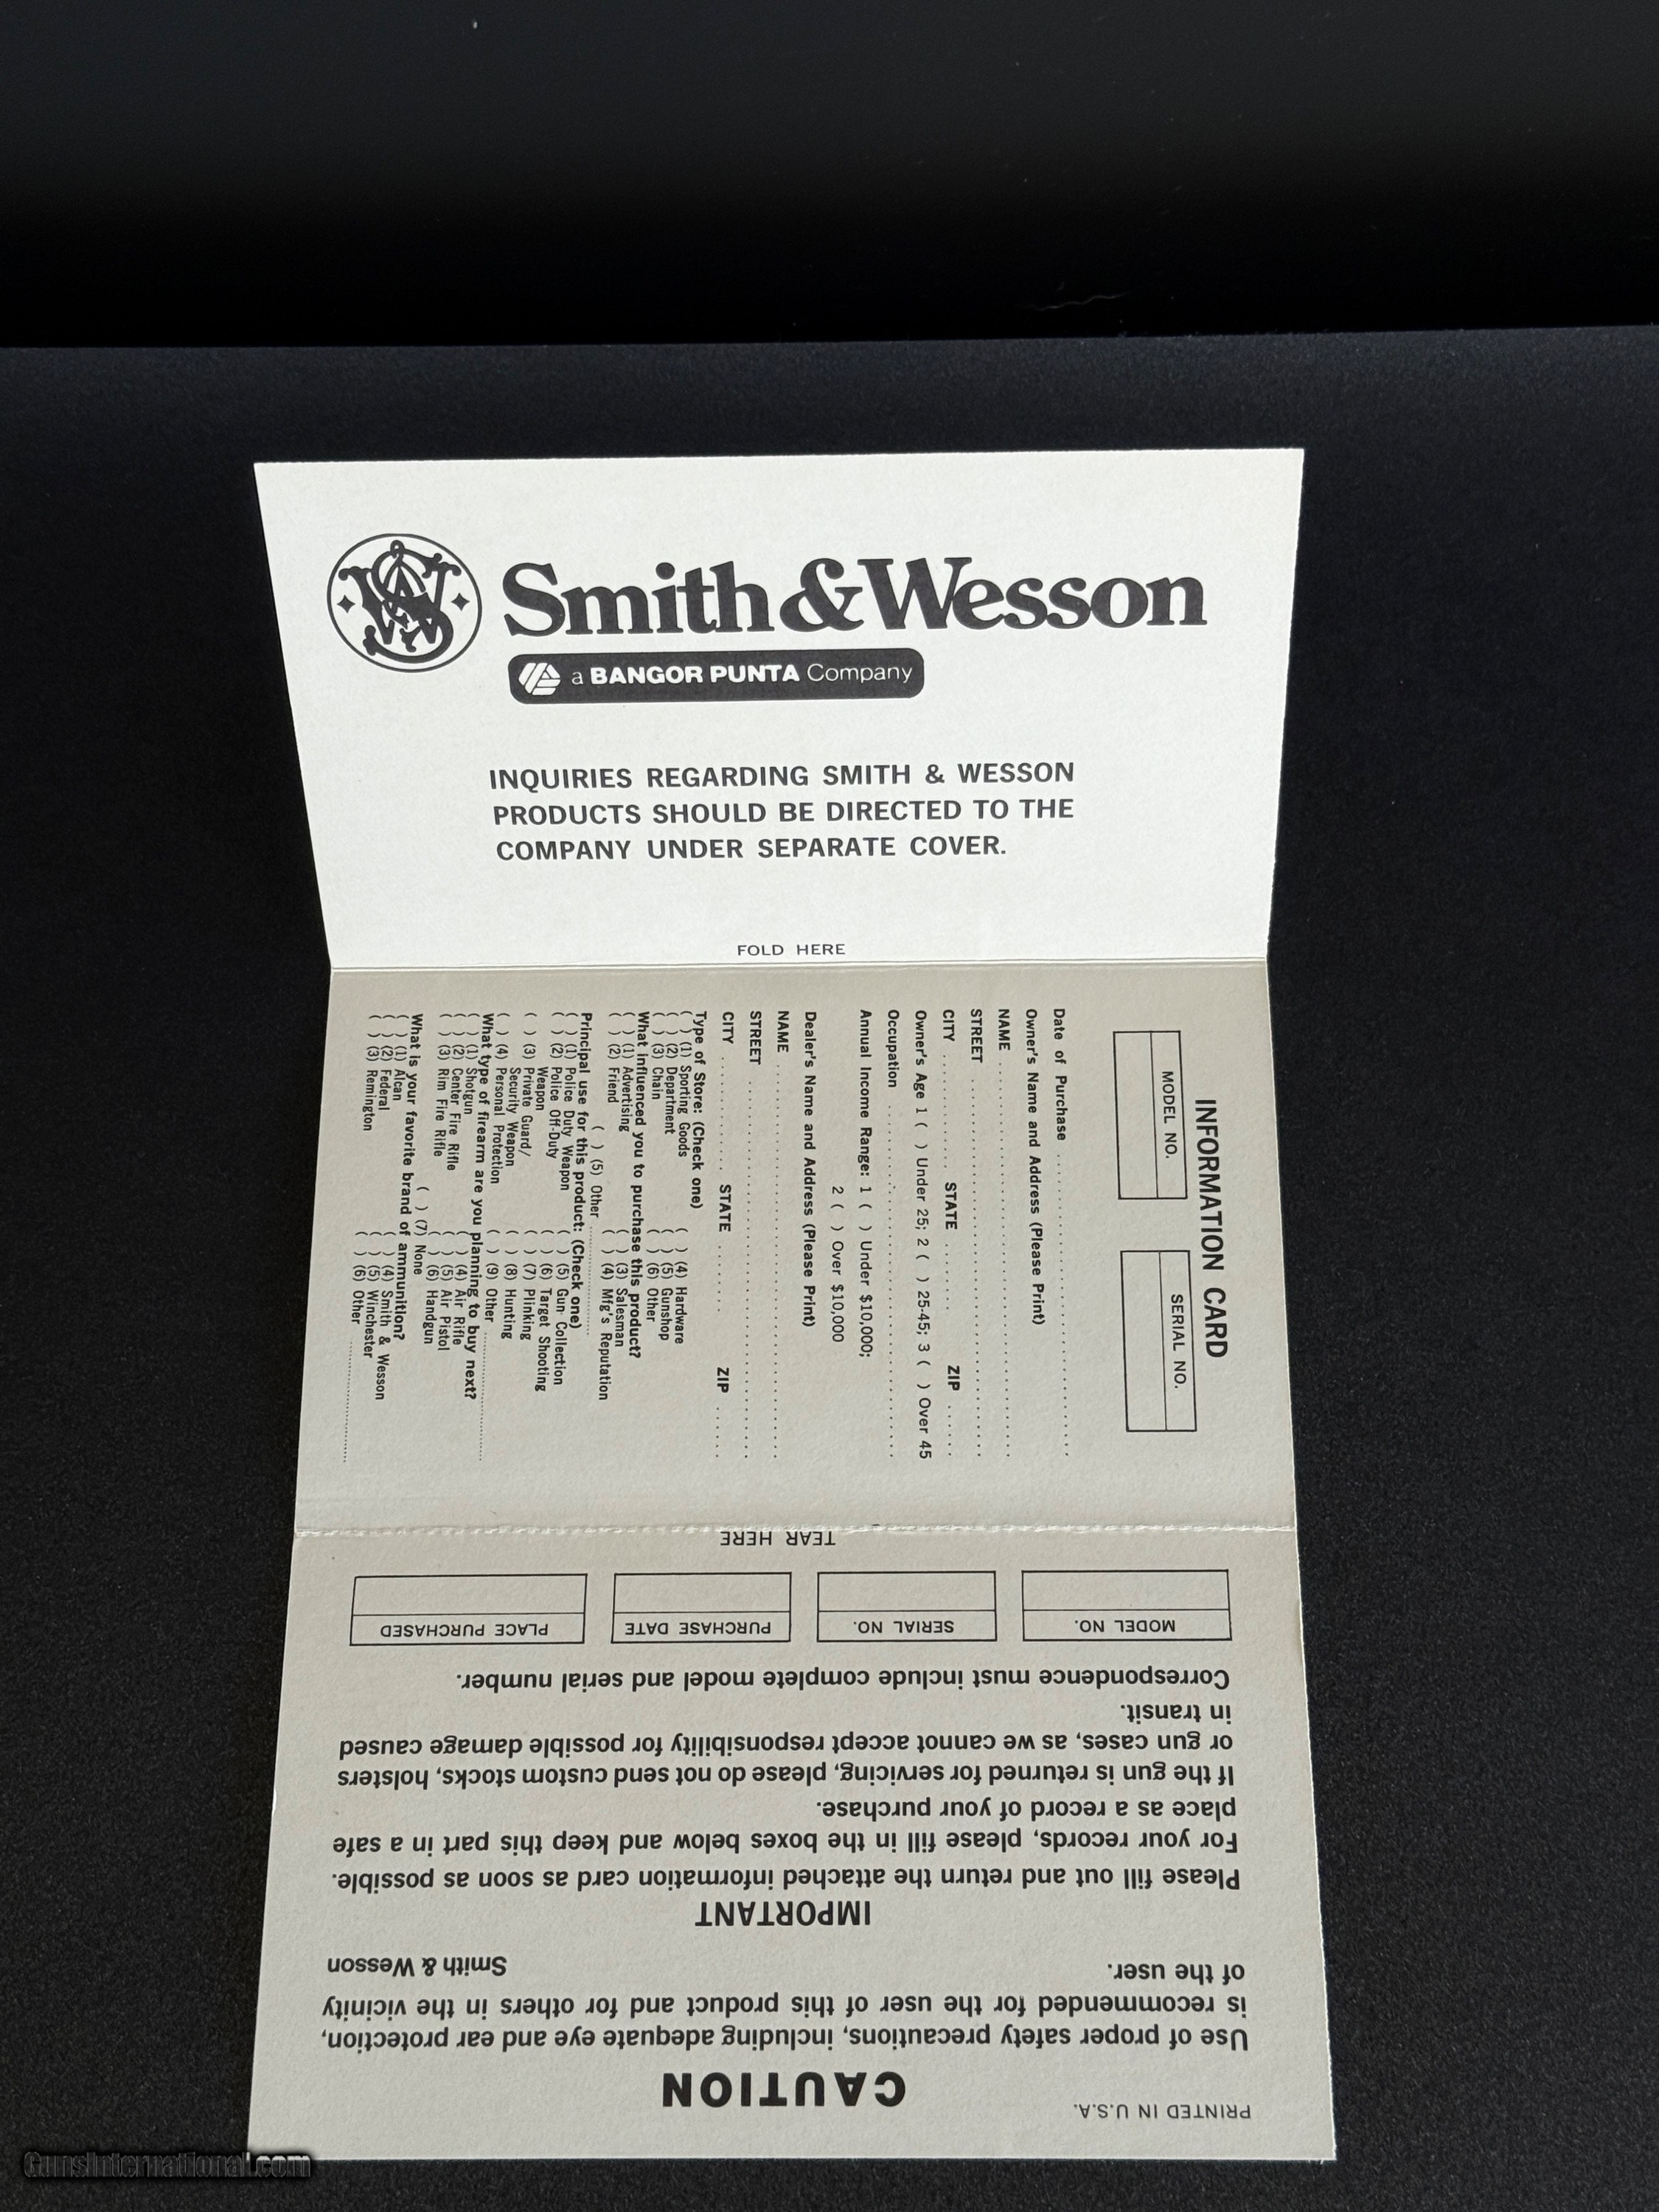 Smith & Wesson
a BANGOR PUNTA Company
INQUIRIES REGARDING SMITH & WESSON
PRODUCTS SHOULD BE DIRECTED TO THE
COMPANY UNDER SEPARATE COVER.
FOLD HERE
INFORMATION CARD
MODEL NO.
SERIAL NO.
Date of Purchase
Owner's Name and Address (Please Print)
NAME
STREET
CITY STATE ZIP
Owner's Age 1 ( ) Under 25; 2 ( ) 25-45; 3 ( ) Over 45
Occupation
Annual Income Range: 1 ( ) Under $10,000;
2 ( ) Over $10,000
Dealer's Name and Address (Please Print)
NAME
STREET
CITY STATE ZIP
Type of Store: (Check one)
( ) (1) Sporting Goods ( ) (4) Hardware
( ) (2) Department ( ) (5) Gunshop
( ) (3) Chain ( ) (6) Other
What influenced you to purchase this product?
( ) (1) Advertising ( ) (3) Salesman
( ) (2) Friend ( ) (4) Mfg's Reputation
( ) (5) Other
Principal use for this product: (Check one)
( ) (1) Police Duty Weapon ( ) (5) Gun Collection
( ) (2) Police Off-Duty ( ) (6) Target Shooting
Weapon
( ) (3) Private Guard/ ( ) (7) Plinking
Security Weapon ( ) (8) Hunting
( ) (4) Personal Protection ( ) (9) Other
What type of firearm are you planning to buy next?
( ) (1) Shotgun ( ) (4) Air Rifle
( ) (2) Center Fire Rifle ( ) (5) Air Pistol
( ) (3) Rim Fire Rifle ( ) (6) Handgun
( ) (7) None
What is your favorite brand of ammunition?
( ) (1) Alcan ( ) (4) Smith & Wesson
( ) (2) Federal ( ) (5) Winchester
( ) (3) Remington ( ) (6) Other
TEAR HERE
PRINTED IN U.S.A.
CAUTION
Use of proper safety precautions, including adequate eye and ear protection,
is recommended for the user of this product and for others in the vicinity
of the user. Smith & Wesson
IMPORTANT
Please fill out and return the attached information card as soon as possible.
For your records, please fill in the boxes below and keep this part in a safe
place as a record of your purchase.
If the gun is returned for servicing, please do not send custom stocks, holsters
or gun cases, as we cannot accept responsibility for possible damage caused
in transit.
Correspondence must include complete model and serial number.
MODEL NO. SERIAL NO. PURCHASE DATE PLACE PURCHASED
GunsInternational.com